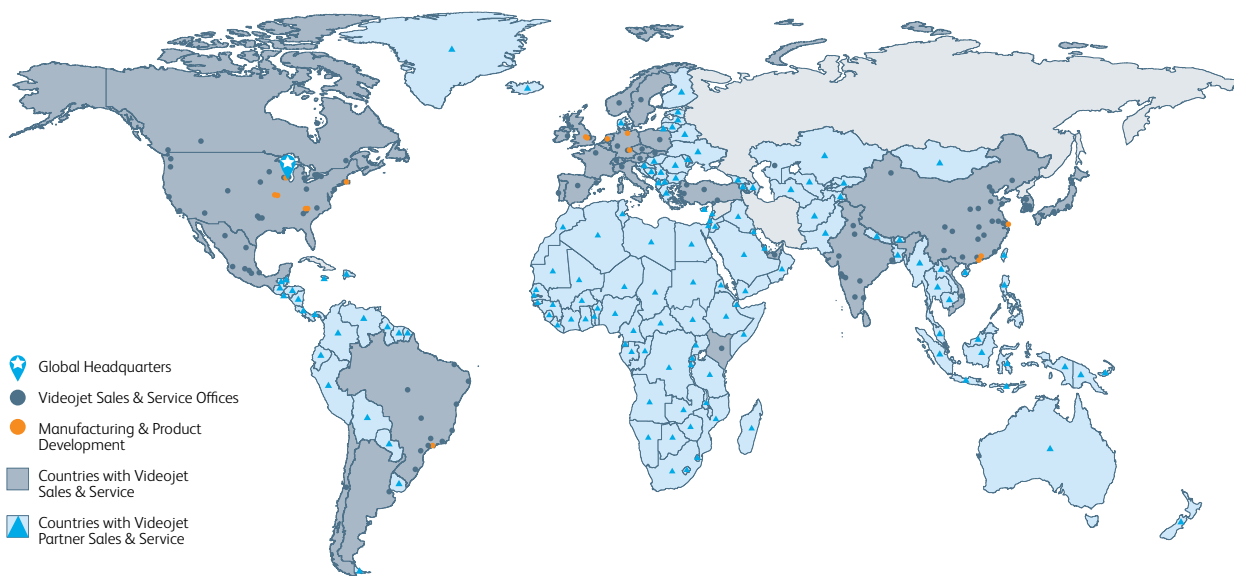 Global Headquarters
Videojet Sales & Service Offices
Manufacturing & Product
Development
Countries with Videojet
Sales & Service
Countries with Videojet
Partner Sales & Service